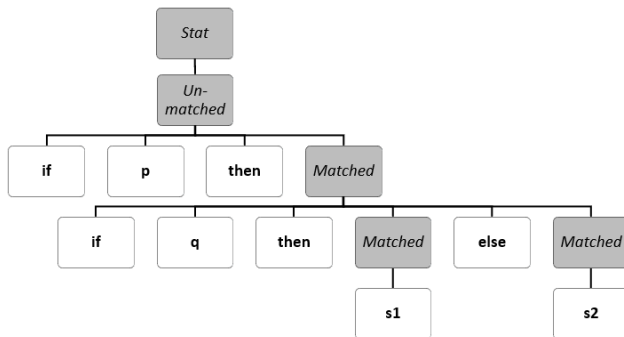 Stat
Un-
matched
if
p
then
Matched
if
q
then
Matched
else
Matched
s1
s2